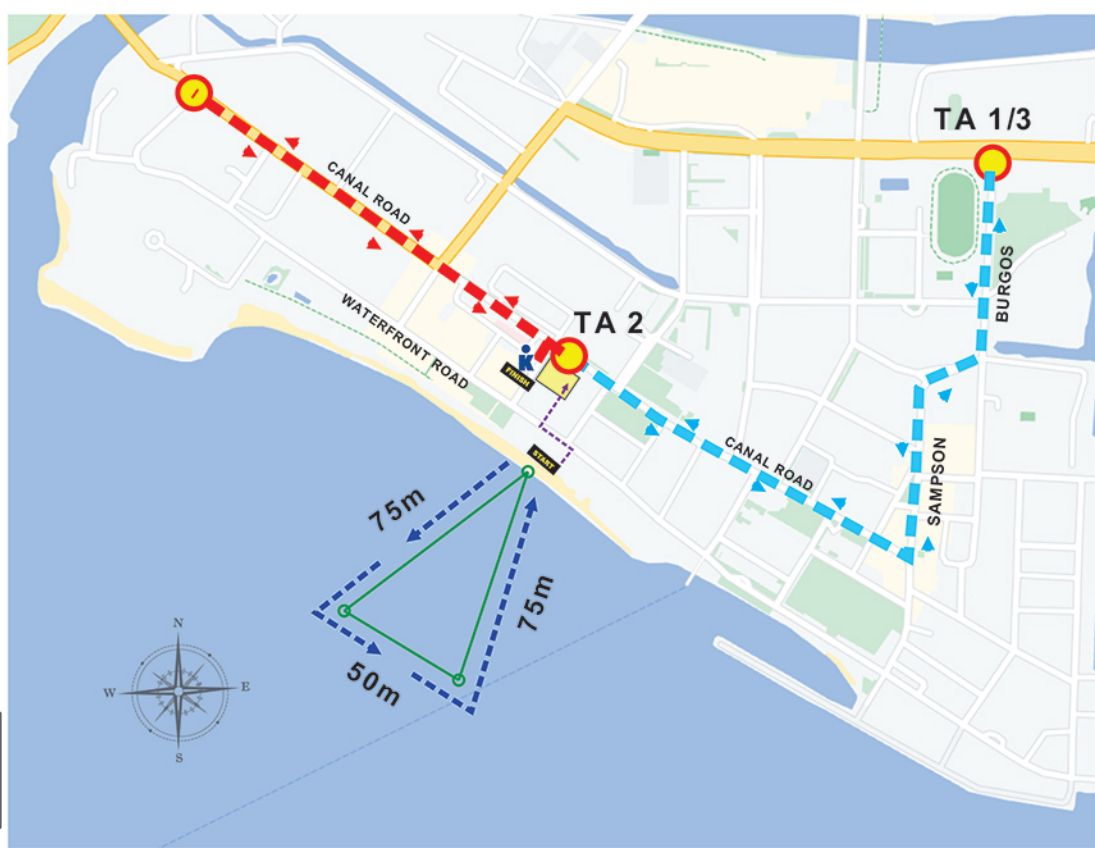 TA 1/3
CANAL ROAD
BURGOS
TA 2
WATERFRONT ROAD
K
FINISH
START
CANAL ROAD
SAMPSON
75m
75m
50m
N
W
E
S